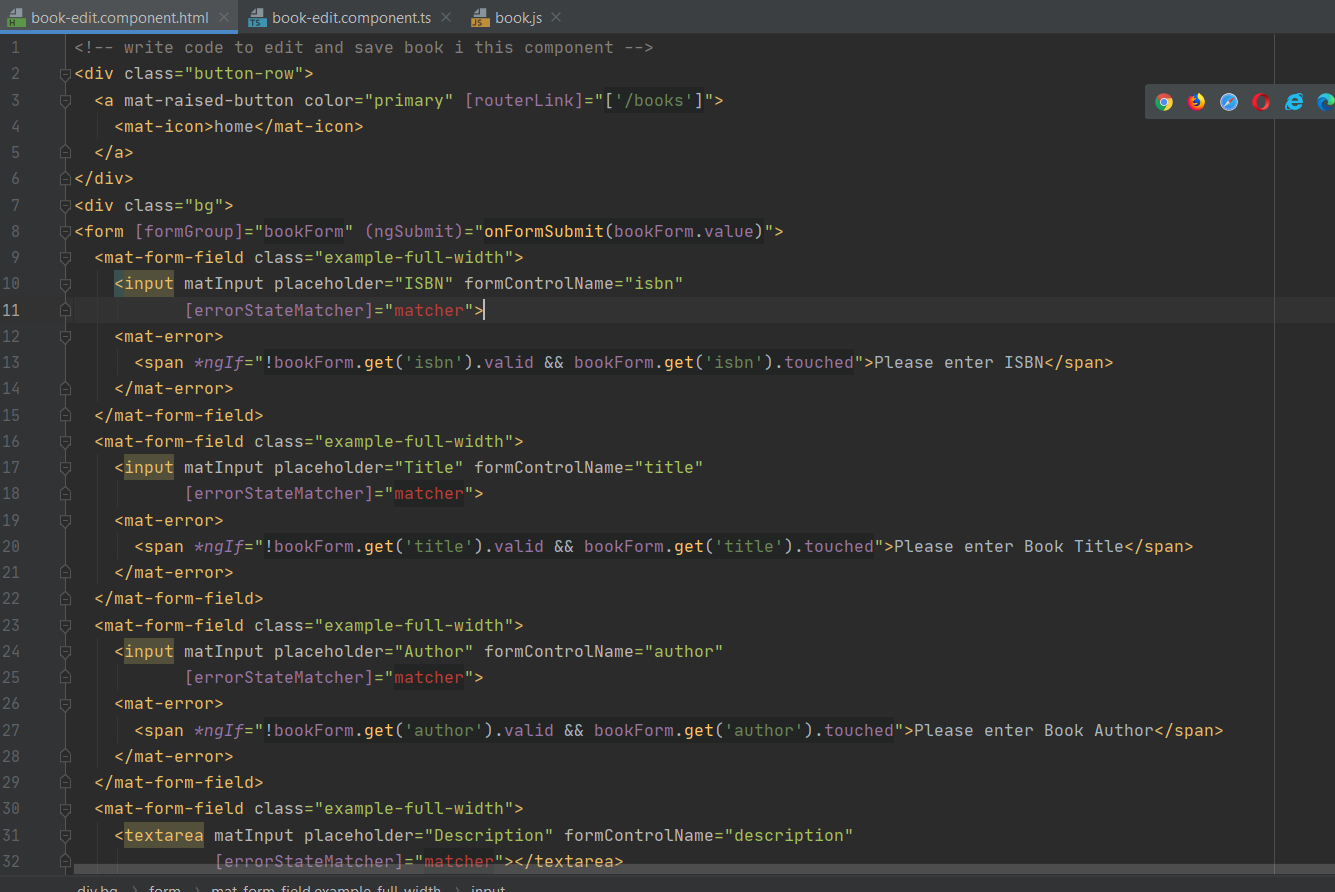 book-edit.component.html book-edit.component.ts book.js
1 <!-- write code to edit and save book i this component -->
2 <div class="button-row">
3 <a mat-raised-button color="primary" [routerLink]="['/books']">
4 <mat-icon>home</mat-icon>
5 </a>
6 </div>
7 <div class="bg">
8 <form [formGroup]="bookForm" (ngSubmit)="onFormSubmit(bookForm.value)">
9 <mat-form-field class="example-full-width">
10 <input matInput placeholder="ISBN" formControlName="isbn"
11 [errorStateMatcher]="matcher">
12 <mat-error>
13 <span *ngIf="!bookForm.get('isbn').valid && bookForm.get('isbn').touched">Please enter ISBN</span>
14 </mat-error>
15 </mat-form-field>
16 <mat-form-field class="example-full-width">
17 <input matInput placeholder="Title" formControlName="title"
18 [errorStateMatcher]="matcher">
19 <mat-error>
20 <span *ngIf="!bookForm.get('title').valid && bookForm.get('title').touched">Please enter Book Title</span>
21 </mat-error>
22 </mat-form-field>
23 <mat-form-field class="example-full-width">
24 <input matInput placeholder="Author" formControlName="author"
25 [errorStateMatcher]="matcher">
26 <mat-error>
27 <span *ngIf="!bookForm.get('author').valid && bookForm.get('author').touched">Please enter Book Author</span>
28 </mat-error>
29 </mat-form-field>
30 <mat-form-field class="example-full-width">
31 <textarea matInput placeholder="Description" formControlName="description"
32 [errorStateMatcher]="matcher"></textarea>
div.bg form mat-form-field.example-full-width input